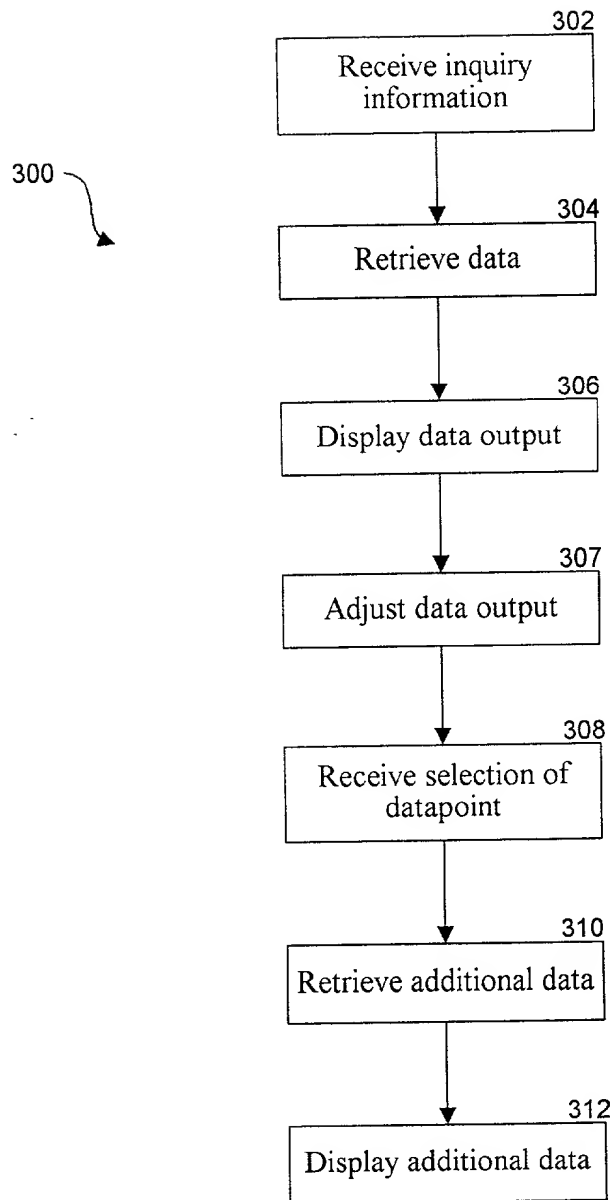 302
Receive inquiry
information
300
304
Retrieve data
306
Display data output
307
Adjust data output
308
Receive selection of
datapoint
310
Retrieve additional data
312
Display additional data